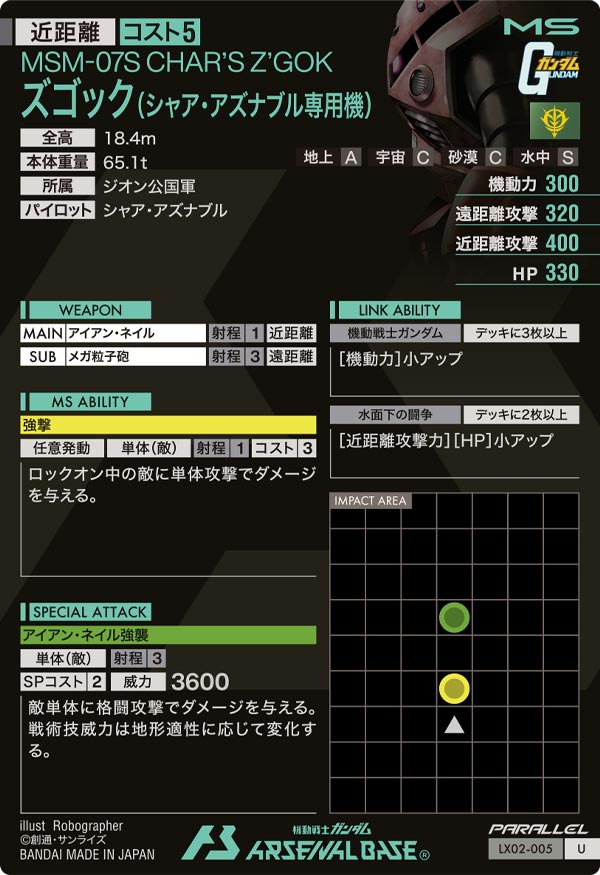 近距離 コスト5
MS
MSM-07S CHAR'S Z'GOK
機動戦士ガンダム
GUNDAM
ズゴック(シャア・アズナブル専用機)
全高 18.4m
本体重量 65.1t
所属 ジオン公国軍
パイロット シャア・アズナブル
地上 A 宇宙 C 砂漠 C 水中 S
機動力 300
遠距離攻撃 320
近距離攻撃 400
HP 330
WEAPON
MAIN アイアン・ネイル 射程 1 近距離
SUB メガ粒子砲 射程 3 遠距離
MS ABILITY
強撃
任意発動 単体(敵) 射程 1 コスト 3
ロックオン中の敵に単体攻撃でダメージ
を与える。
SPECIAL ATTACK
アイアン・ネイル強襲
単体(敵) 射程 3
SPコスト 2 威力 3600
敵単体に格闘攻撃でダメージを与える。
戦術技威力は地形適性に応じて変化す
る。
LINK ABILITY
機動戦士ガンダム デッキに3枚以上
[機動力]小アップ
水面下の闘争 デッキに2枚以上
[近距離攻撃力][HP]小アップ
IMPACT AREA
illust Robographer
©創通・サンライズ
BANDAI MADE IN JAPAN
機動戦士ガンダム
ARSENAL BASE®
PARALLEL
LX02-005 U